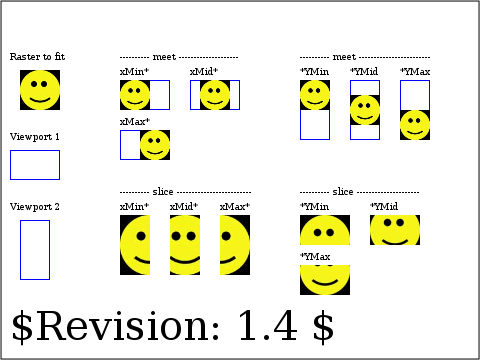 Raster to fit
Viewport 1
Viewport 2
---------- meet --------------------
xMin* xMid*
xMax*
---------- meet --------------------
*YMin *YMid *YMax
---------- slice --------------------
xMin* xMid* xMax*
---------- slice --------------------
*YMin *YMid
*YMax
$Revision: 1.4 $